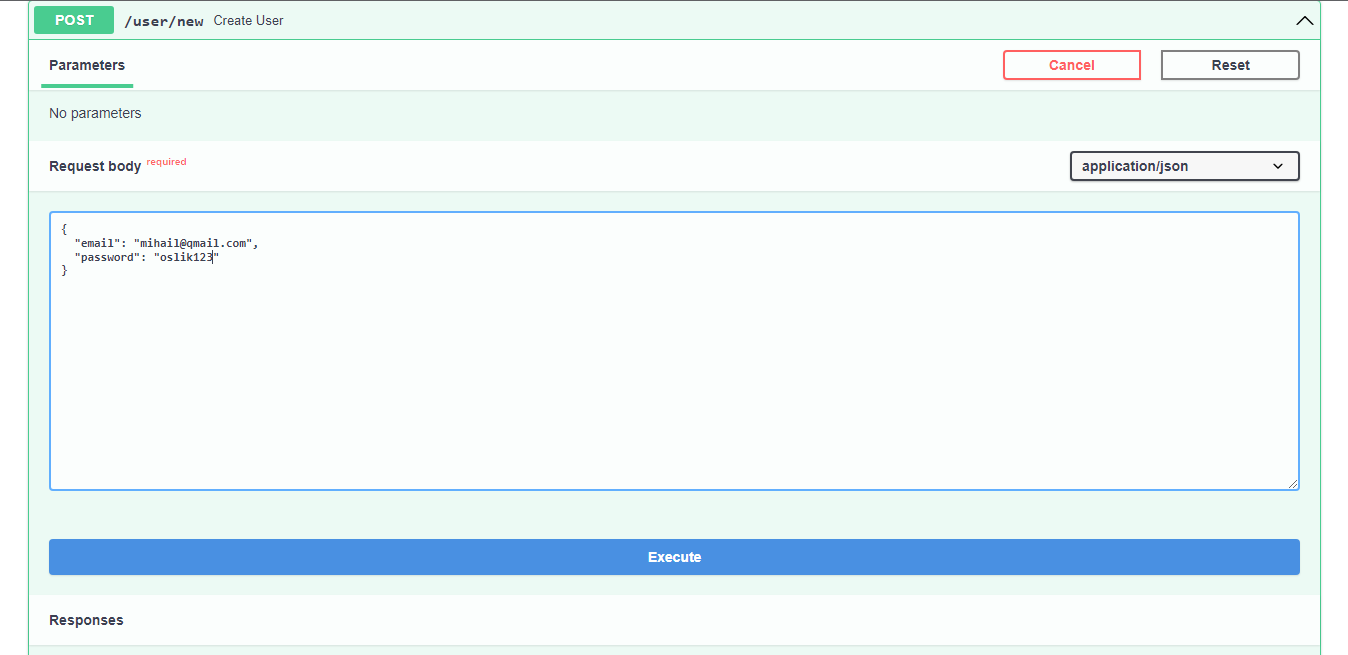 POST /user/new Create User
Parameters
Cancel
Reset
No parameters
Request body required
application/json
{
"email": "mihail@qmail.com",
"password": "oslik123"
}
Execute
Responses